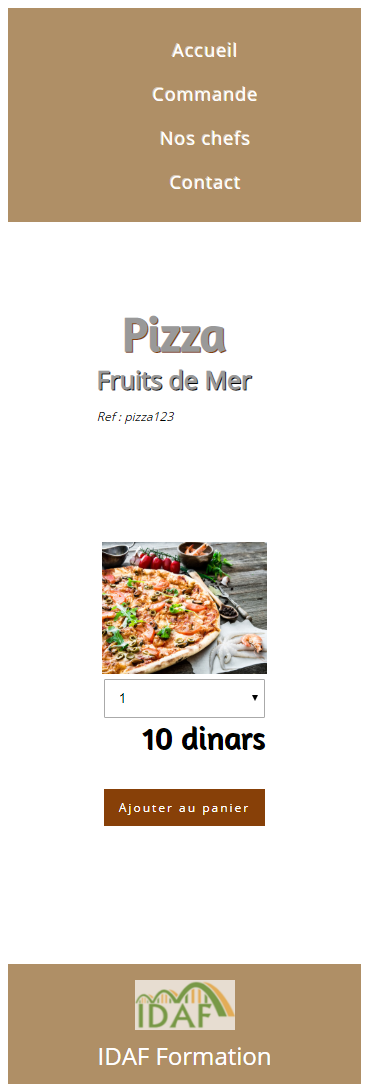 Accueil
Commande
Nos chefs
Contact
Pizza
Fruits de Mer
Ref : pizza123
1
10 dinars
Ajouter au panier
IDAF
IDAF Formation